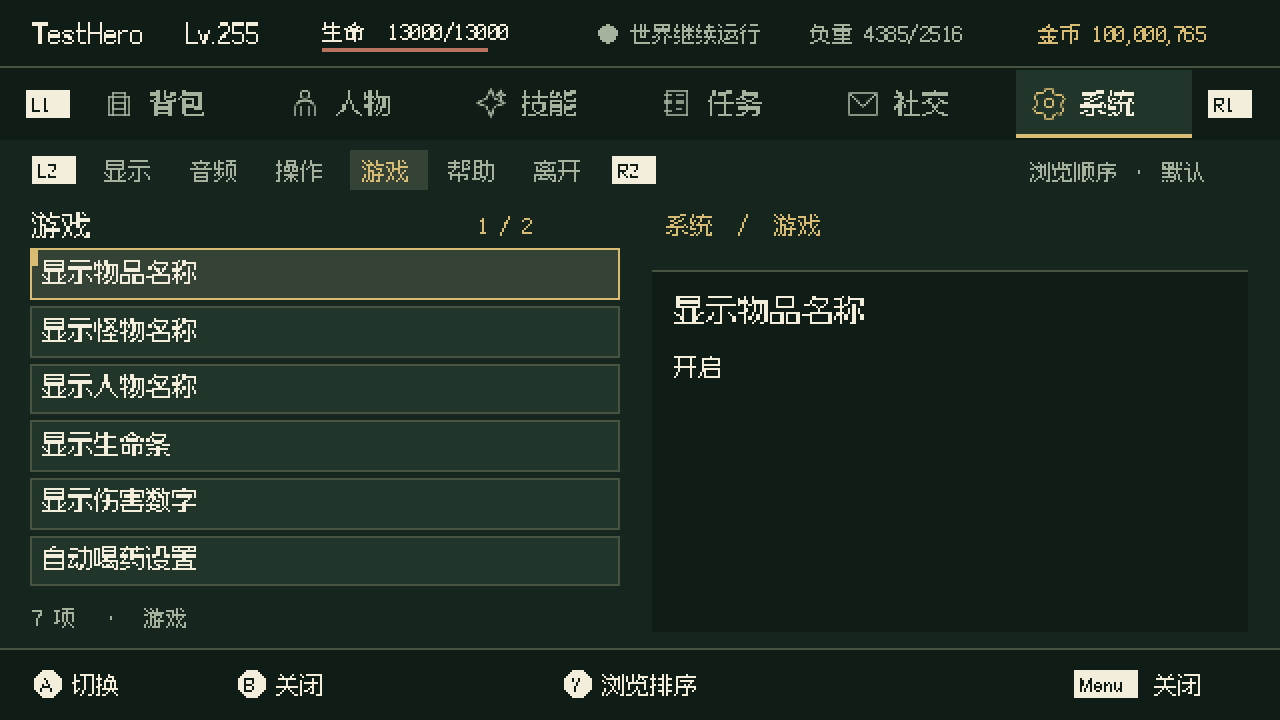 TestHero Lv.255 生命 13000/13000 世界继续运行 负重 4385/2516 金币 100,000,765
L1 背包 人物 技能 任务 社交 系统 R1
L2 显示 音频 操作 游戏 帮助 离开 R2 浏览顺序 · 默认
游戏 1 / 2 系统 / 游戏
显示物品名称
显示怪物名称
显示人物名称
显示生命条
显示伤害数字
自动喝药设置
显示物品名称
开启
7 项 · 游戏
A 切换 B 关闭 Y 浏览排序 Menu 关闭